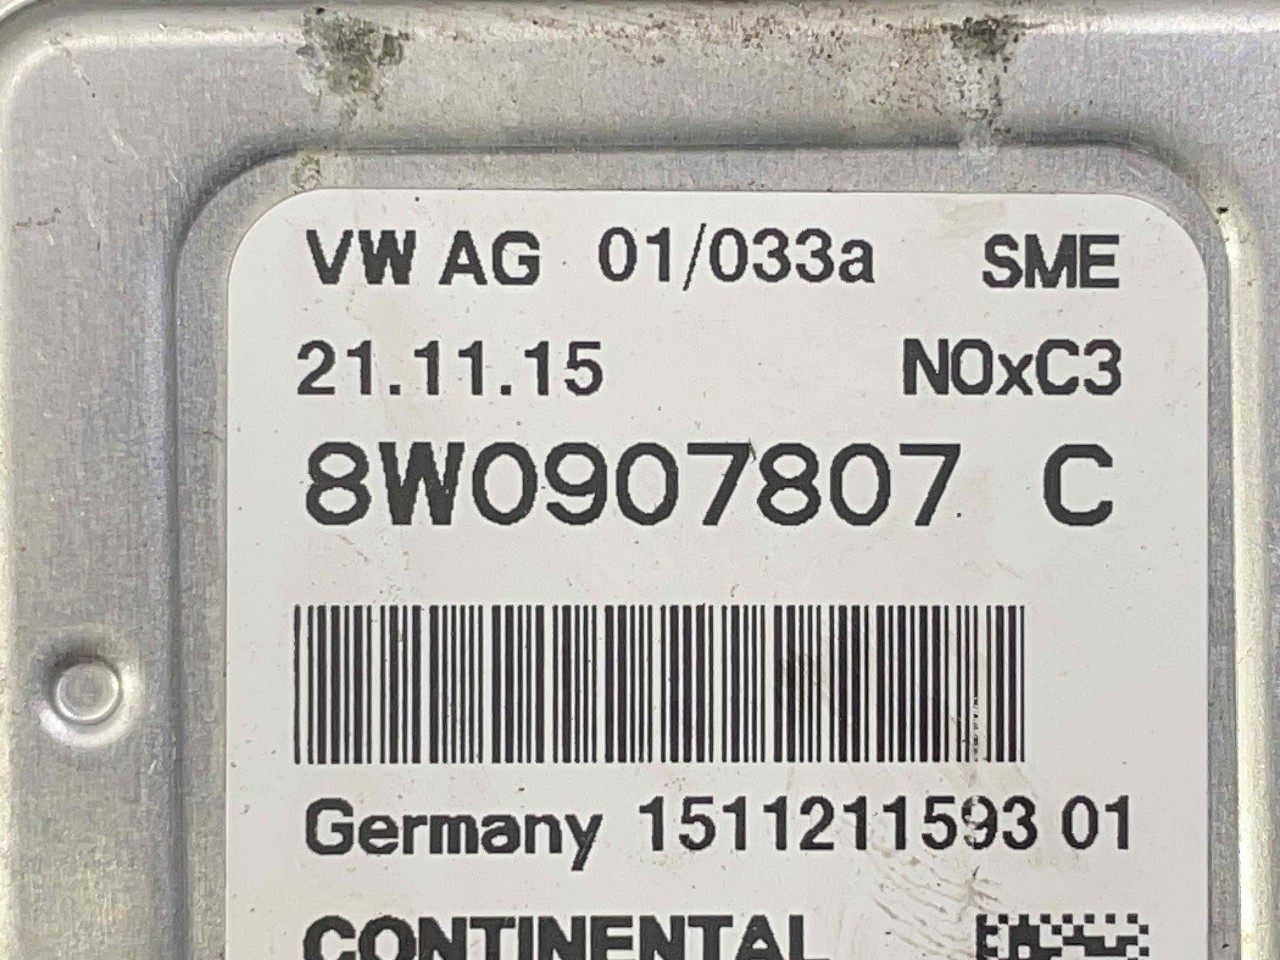 VW AG 01/033a SME
21.11.15 NOxC3
8W0907807 C
Germany 1511211593 01
CONTINENTAL